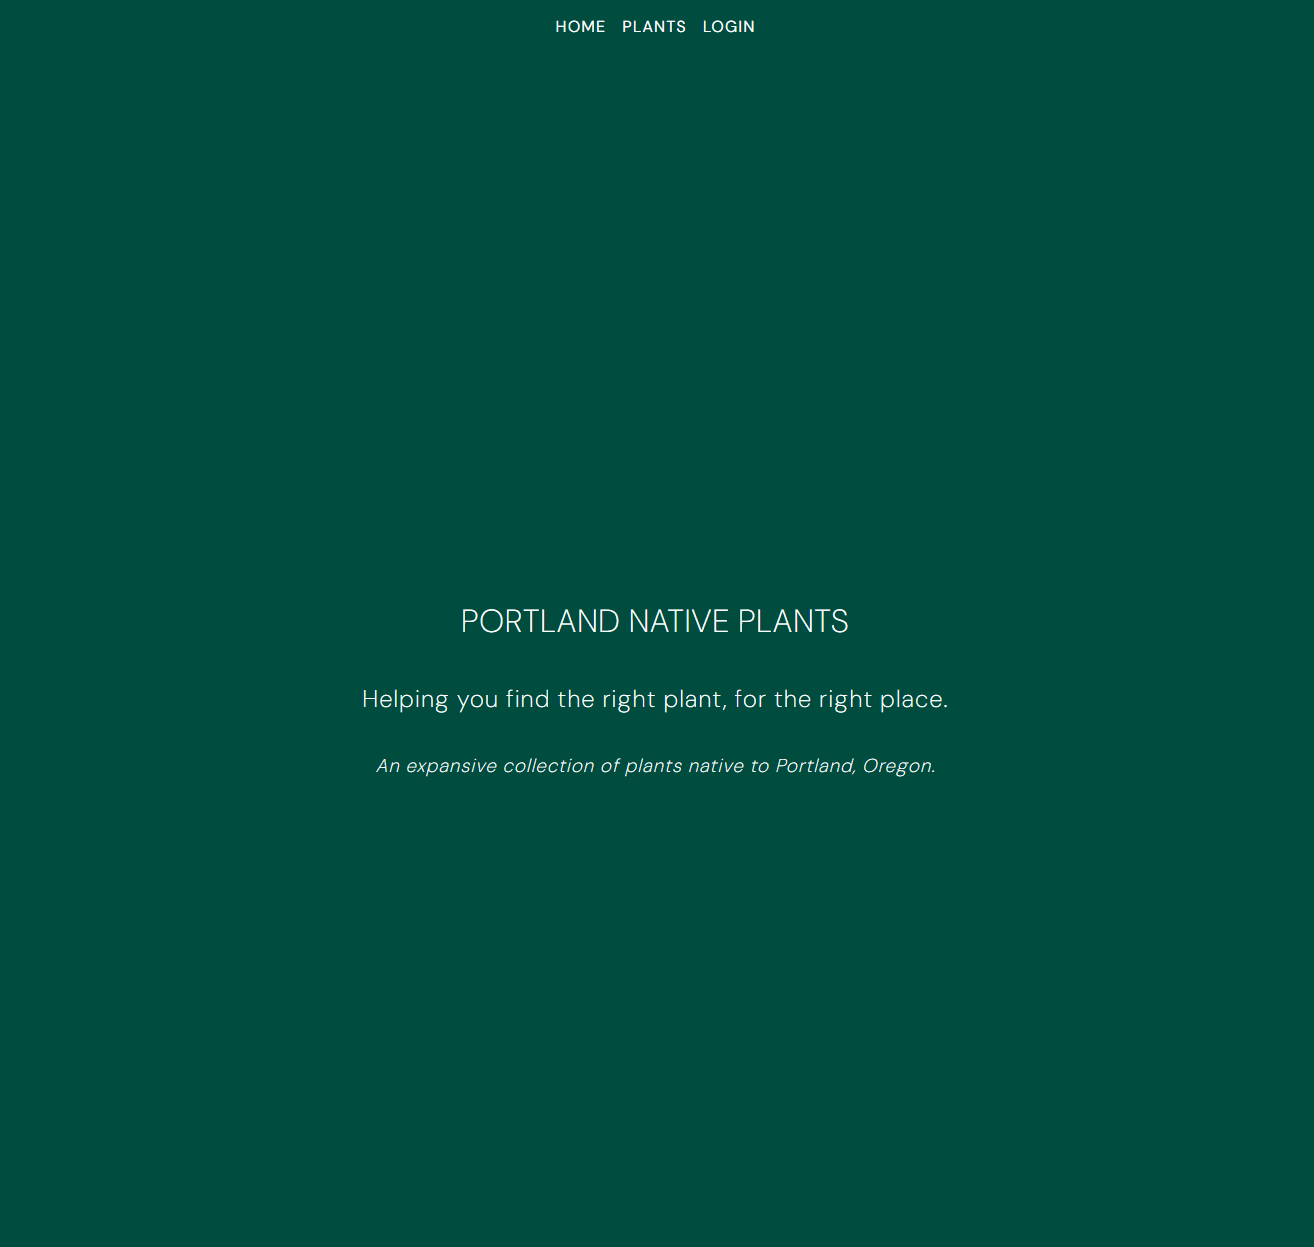 HOME PLANTS LOGIN
PORTLAND NATIVE PLANTS
Helping you find the right plant, for the right place.
An expansive collection of plants native to Portland, Oregon.